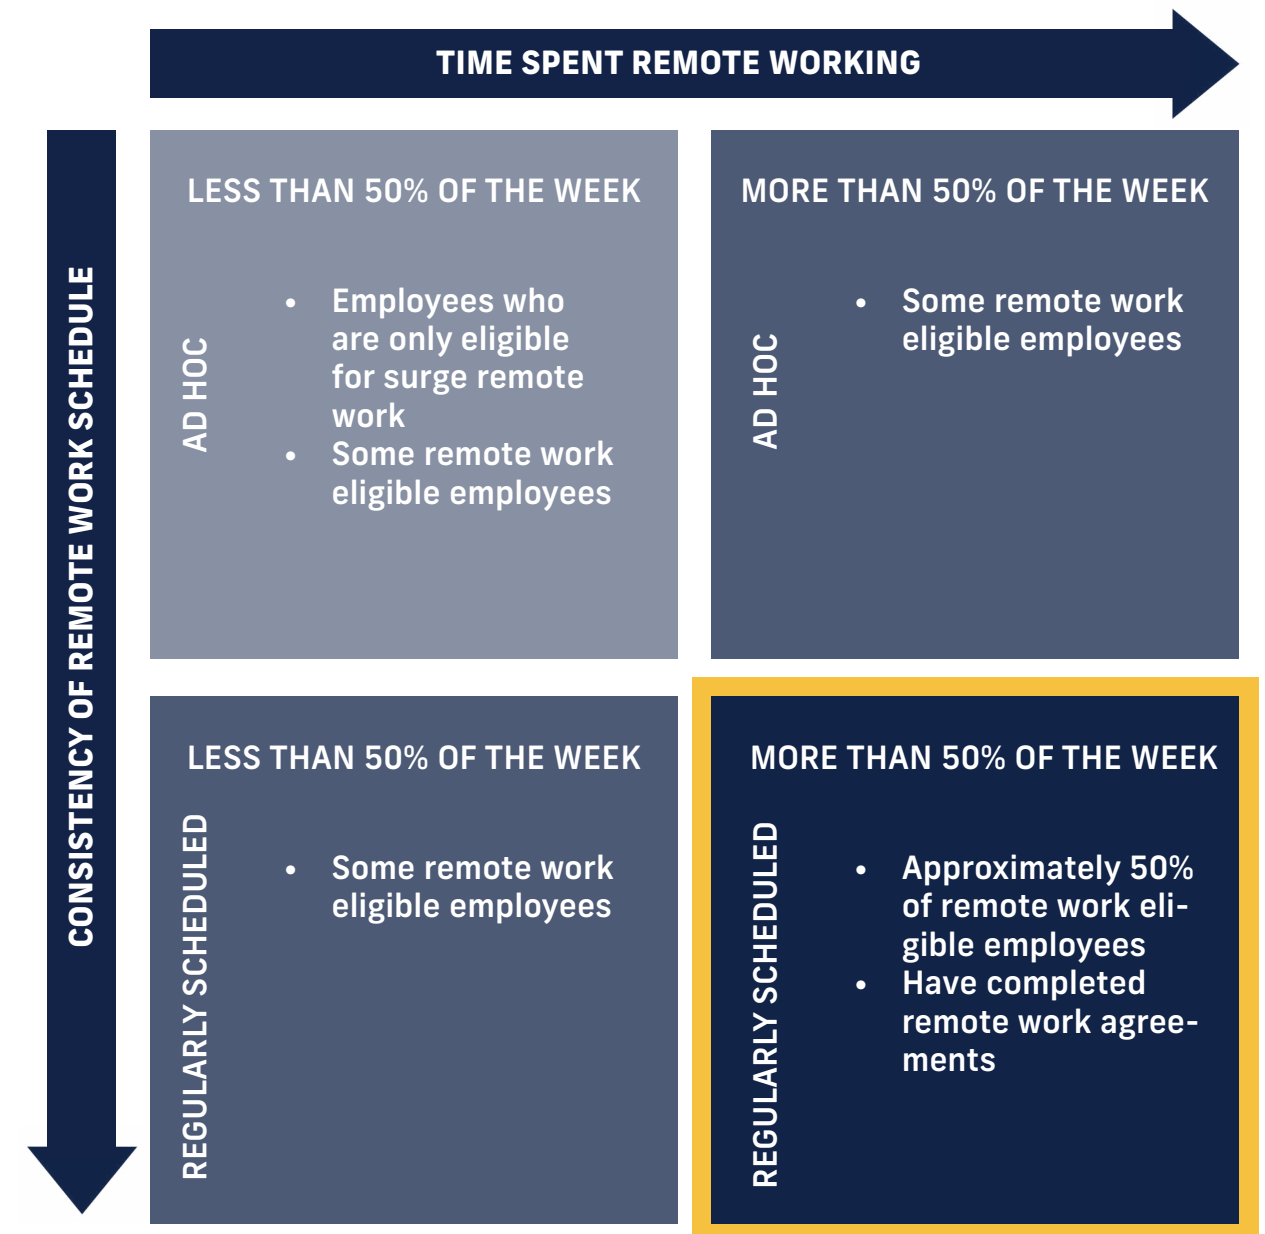 TIME SPENT REMOTE WORKING
CONSISTENCY OF REMOTE WORK SCHEDULE
LESS THAN 50% OF THE WEEK
AD HOC
• Employees who
are only eligible
for surge remote
work
• Some remote work
eligible employees
MORE THAN 50% OF THE WEEK
AD HOC
• Some remote work
eligible employees
LESS THAN 50% OF THE WEEK
REGULARLY SCHEDULED
• Some remote work
eligible employees
MORE THAN 50% OF THE WEEK
REGULARLY SCHEDULED
• Approximately 50%
of remote work eli-
gible employees
• Have completed
remote work agree-
ments